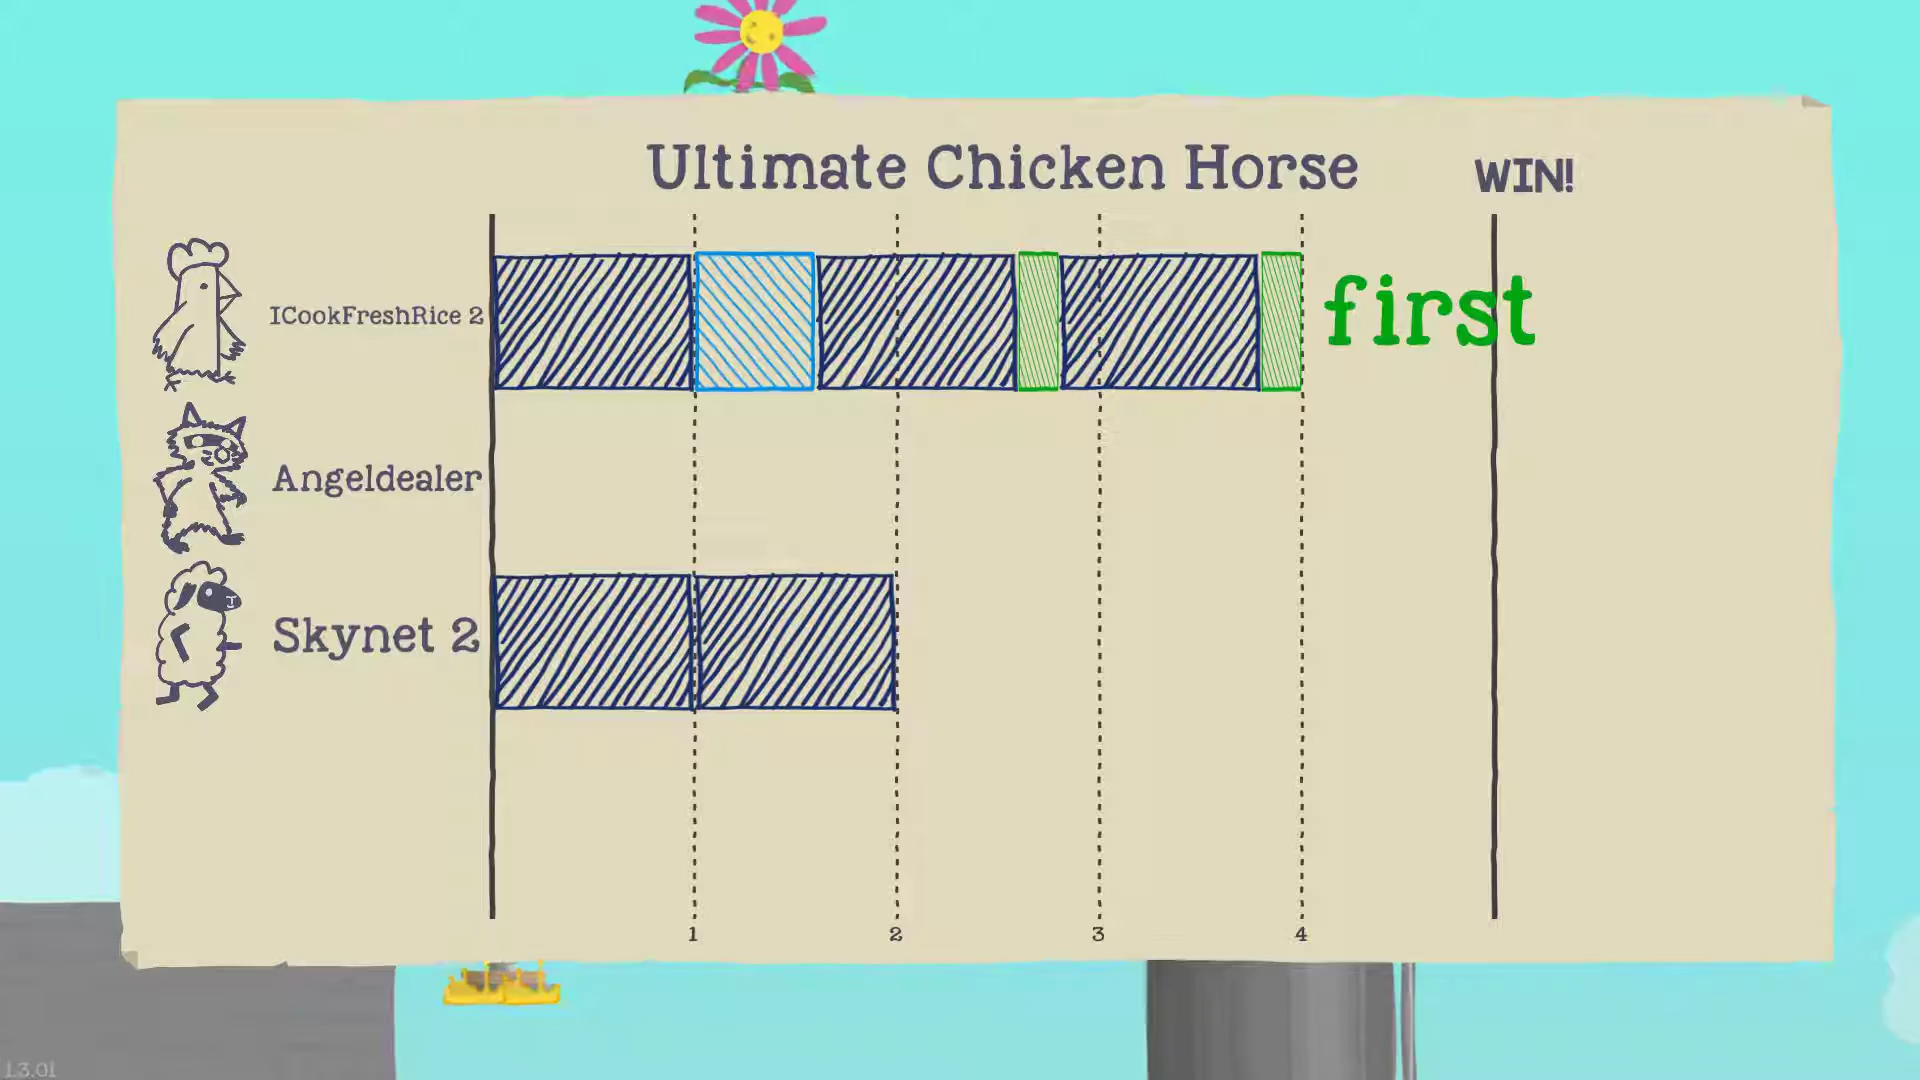 Ultimate Chicken Horse
WIN!
ICookFreshRice 2
first
Angeldealer
Skynet 2
1 2 3 4
1.3.01